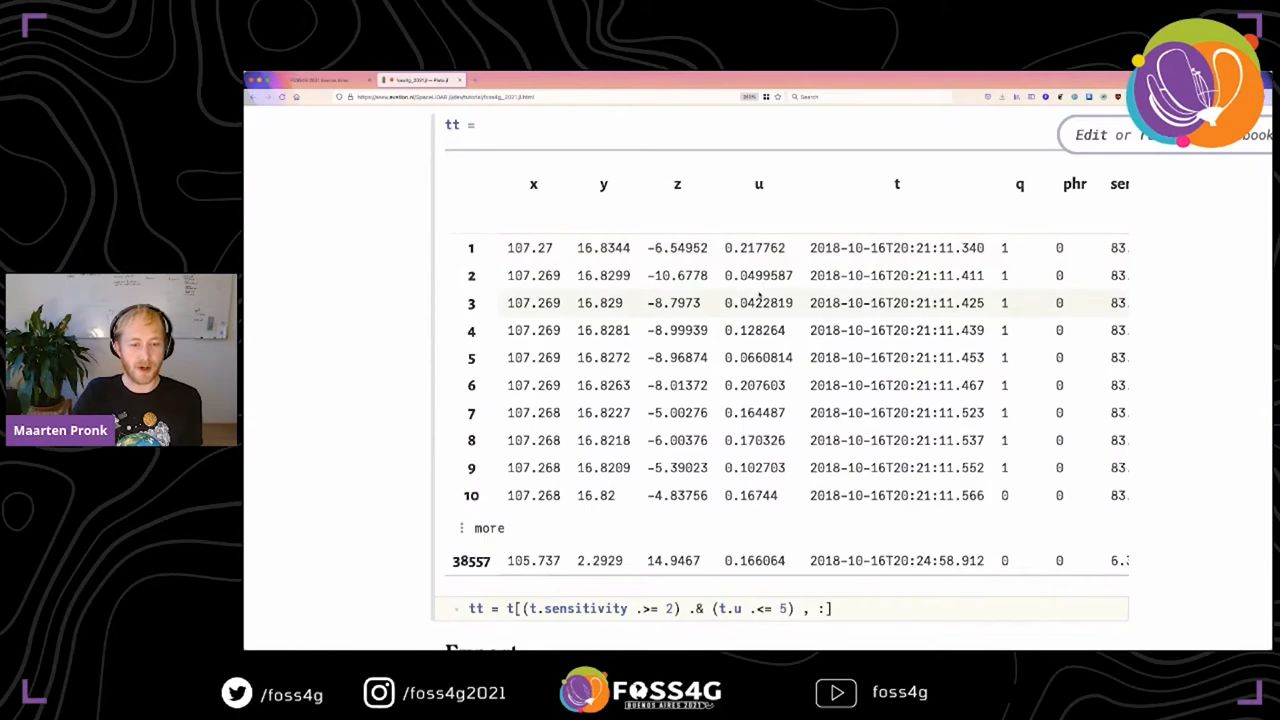 foss4g_2021.jl — Pluto.jl
Search
tt =
Edit or r
book
x y z u t q phr ser
1 107.27 16.8344 -6.54952 0.217762 2018-10-16T20:21:11.340 1 0 83.
2 107.269 16.8299 -10.6778 0.0499587 2018-10-16T20:21:11.411 1 0 83.
3 107.269 16.829 -8.7973 0.0422819 2018-10-16T20:21:11.425 1 0 83.
4 107.269 16.8281 -8.99939 0.128264 2018-10-16T20:21:11.439 1 0 83.
5 107.269 16.8272 -8.96874 0.0660814 2018-10-16T20:21:11.453 1 0 83.
6 107.269 16.8263 -8.01372 0.207603 2018-10-16T20:21:11.467 1 0 83.
7 107.268 16.8227 -5.00276 0.164487 2018-10-16T20:21:11.523 1 0 83.
8 107.268 16.8218 -6.00376 0.170326 2018-10-16T20:21:11.537 1 0 83.
9 107.268 16.8209 -5.39023 0.102703 2018-10-16T20:21:11.552 1 0 83.
10 107.268 16.82 -4.83756 0.16744 2018-10-16T20:21:11.566 0 0 83.
⋮ more
38557 105.737 2.2929 14.9467 0.166064 2018-10-16T20:24:58.912 0 0 6.3
tt = t[(t.sensitivity .>= 2) .& (t.u .<= 5) , :]
Export
Maarten Pronk
/foss4g
/foss4g2021
FOSS4G
BUENOS AIRES 2021
foss4g